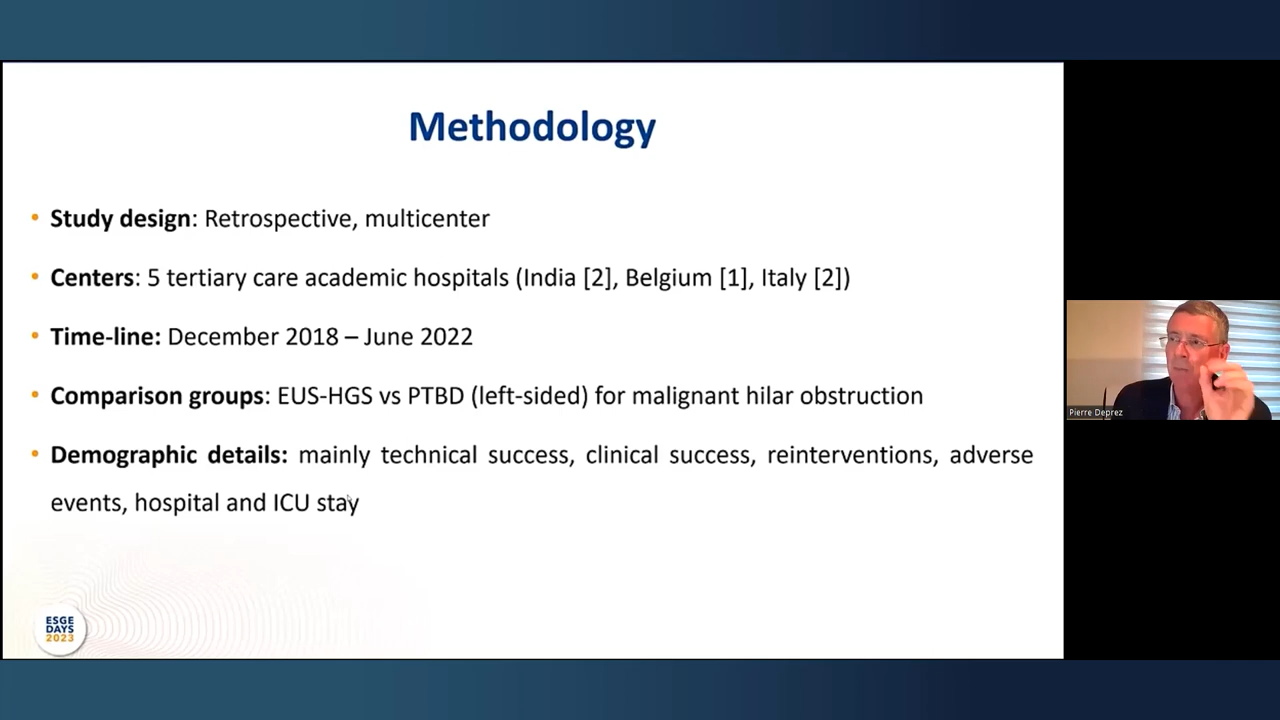 Methodology
• Study design: Retrospective, multicenter
• Centers: 5 tertiary care academic hospitals (India [2], Belgium [1], Italy [2])
• Time-line: December 2018 – June 2022
• Comparison groups: EUS-HGS vs PTBD (left-sided) for malignant hilar obstruction
• Demographic details: mainly technical success, clinical success, reinterventions, adverse
events, hospital and ICU stay
Pierre Deprez
ESGE
DAYS
2023